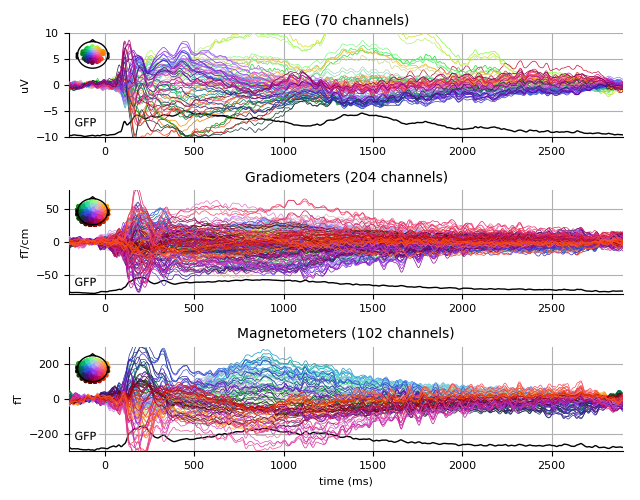 EEG (70 channels)
10
5
0
−5
−10
uV
GFP
0 500 1000 1500 2000 2500
Gradiometers (204 channels)
50
0
−50
fT/cm
GFP
0 500 1000 1500 2000 2500
Magnetometers (102 channels)
200
0
−200
fT
GFP
0 500 1000 1500 2000 2500
time (ms)